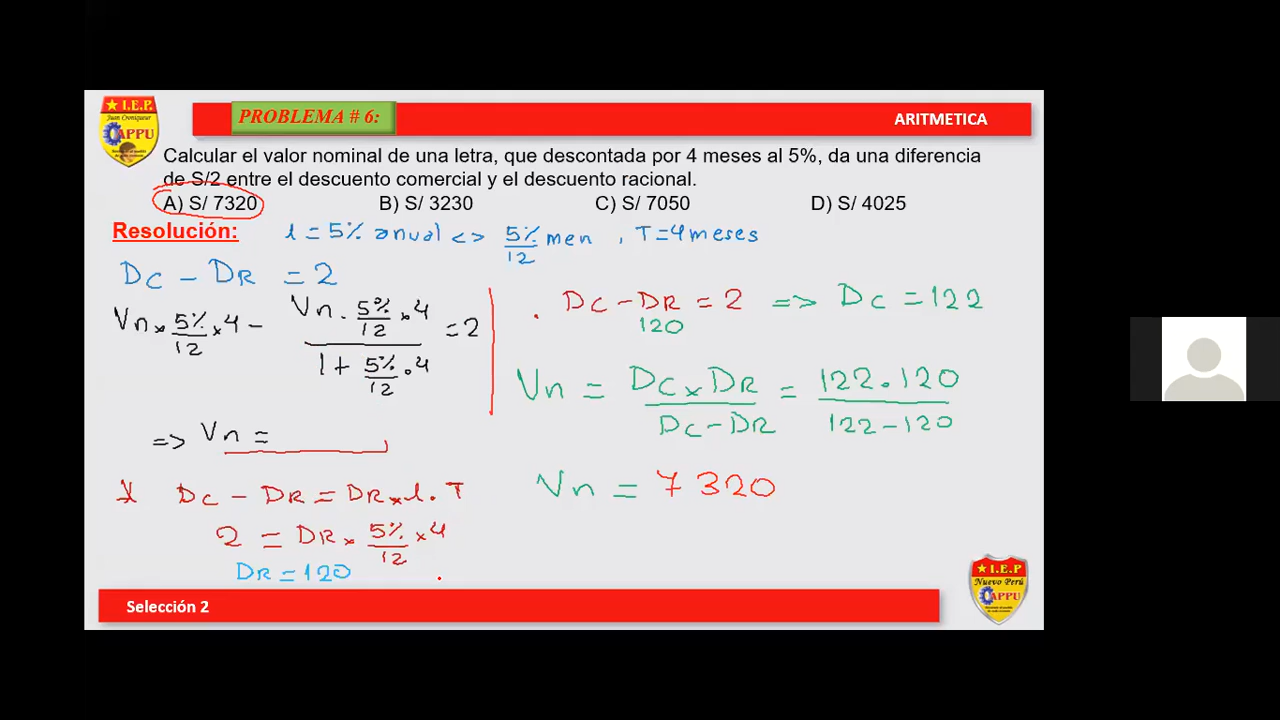 ★ I.E.P.
Juan Croniqueur
CAPPU
PROBLEMA # 6:
ARITMETICA
Calcular el valor nominal de una letra, que descontada por 4 meses al 5%, da una diferencia
de S/2 entre el descuento comercial y el descuento racional.
A) S/ 7320 B) S/ 3230 C) S/ 7050 D) S/ 4025
Resolución:
i = 5% anual <=> 5%/12 men , T=4meses
DC - DR = 2
Vn × 5%/12 × 4 - (Vn . 5%/12 × 4)/(1 + 5%/12 . 4) = 2
=> Vn =
* DC - DR = DR × i . T
2 = DR × 5%/12 × 4
DR = 120
. DC - DR = 2 => DC = 122
120
Vn = (DC × DR)/(DC - DR) = (122 . 120)/(122 - 120)
Vn = 7320
★ I.E.P
Nuevo Perú
CAPPU
Selección 2